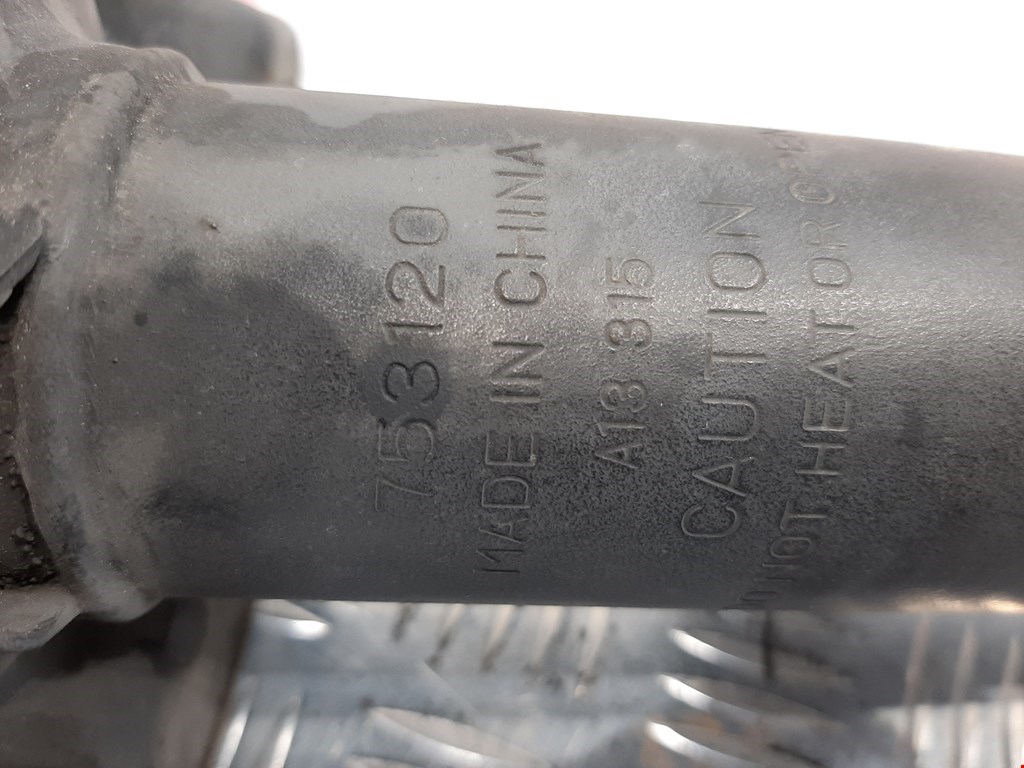 753120
MADE IN CHINA
A13 315
CAUTION
DO NOT HEAT OR